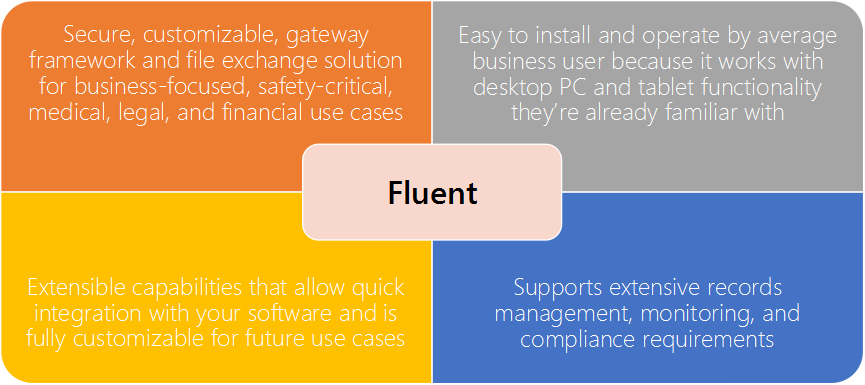 Secure, customizable, gateway
framework and file exchange solution
for business-focused, safety-critical,
medical, legal, and financial use cases
Easy to install and operate by average
business user because it works with
desktop PC and tablet functionality
they’re already familiar with
Fluent
Extensible capabilities that allow quick
integration with your software and is
fully customizable for future use cases
Supports extensive records
management, monitoring, and
compliance requirements